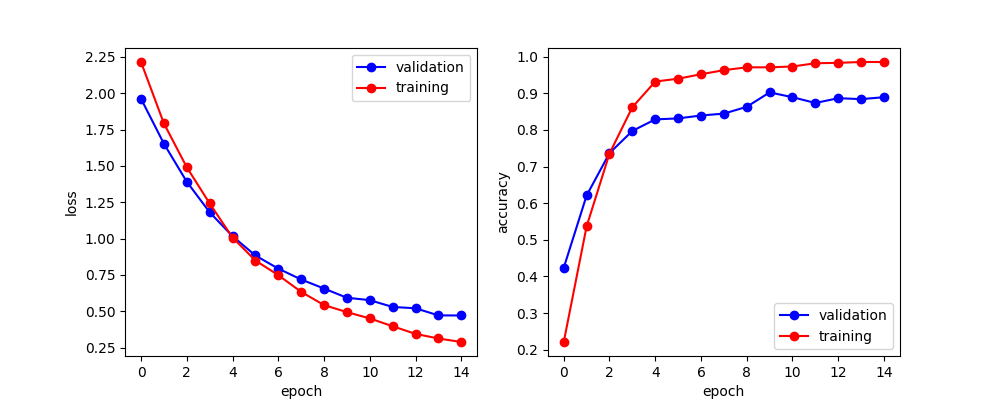 2.25
2.00
1.75
1.50
1.25
1.00
0.75
0.50
0.25
loss
0 2 4 6 8 10 12 14
epoch
validation
training
1.0
0.9
0.8
0.7
0.6
0.5
0.4
0.3
0.2
accuracy
0 2 4 6 8 10 12 14
epoch
validation
training